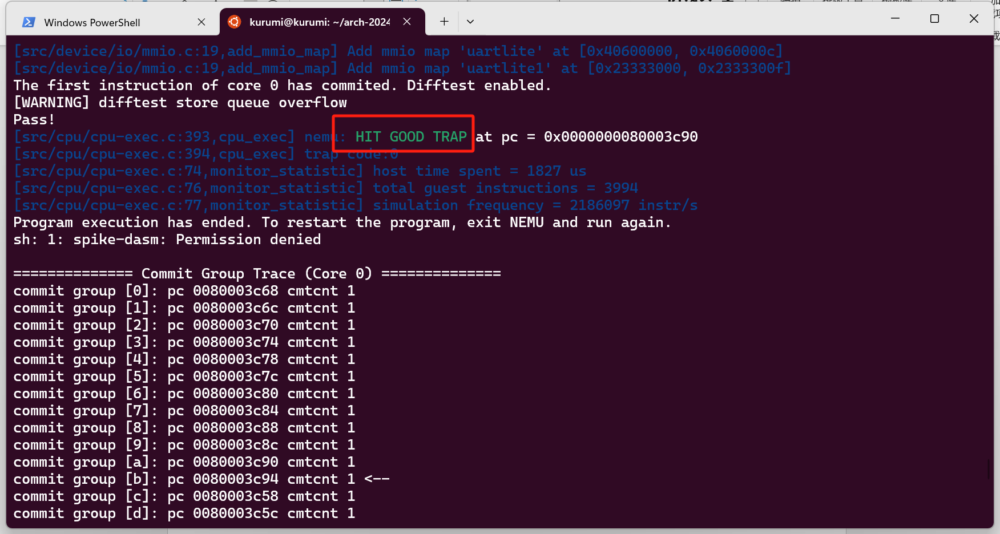 Windows PowerShell
kurumi@kurumi: ~/arch-2024
[src/device/io/mmio.c:19,add_mmio_map] Add mmio map 'uartlite' at [0x40600000, 0x4060000c]
[src/device/io/mmio.c:19,add_mmio_map] Add mmio map 'uartlite1' at [0x23333000, 0x2333300f]
The first instruction of core 0 has commited. Difftest enabled.
[WARNING] difftest store queue overflow
Pass!
[src/cpu/cpu-exec.c:393,cpu_exec] nemu: HIT GOOD TRAP at pc = 0x0000000080003c90
[src/cpu/cpu-exec.c:394,cpu_exec] trap code:0
[src/cpu/cpu-exec.c:74,monitor_statistic] host time spent = 1827 us
[src/cpu/cpu-exec.c:76,monitor_statistic] total guest instructions = 3994
[src/cpu/cpu-exec.c:77,monitor_statistic] simulation frequency = 2186097 instr/s
Program execution has ended. To restart the program, exit NEMU and run again.
sh: 1: spike-dasm: Permission denied
============== Commit Group Trace (Core 0) ==============
commit group [0]: pc 0080003c68 cmtcnt 1
commit group [1]: pc 0080003c6c cmtcnt 1
commit group [2]: pc 0080003c70 cmtcnt 1
commit group [3]: pc 0080003c74 cmtcnt 1
commit group [4]: pc 0080003c78 cmtcnt 1
commit group [5]: pc 0080003c7c cmtcnt 1
commit group [6]: pc 0080003c80 cmtcnt 1
commit group [7]: pc 0080003c84 cmtcnt 1
commit group [8]: pc 0080003c88 cmtcnt 1
commit group [9]: pc 0080003c8c cmtcnt 1
commit group [a]: pc 0080003c90 cmtcnt 1
commit group [b]: pc 0080003c94 cmtcnt 1 <--
commit group [c]: pc 0080003c58 cmtcnt 1
commit group [d]: pc 0080003c5c cmtcnt 1